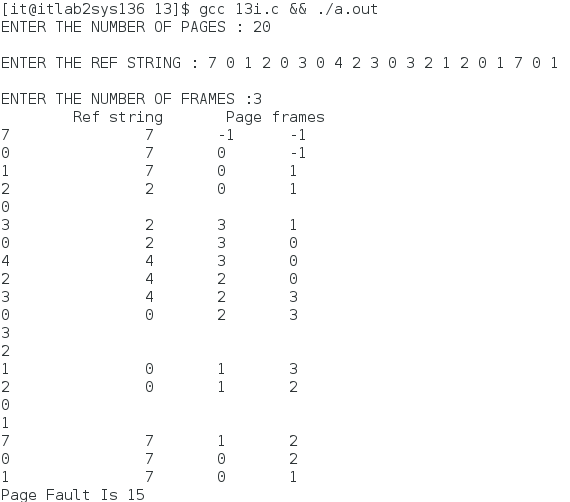 [it@itlab2sys136 13]$ gcc 13i.c && ./a.out
ENTER THE NUMBER OF PAGES : 20
ENTER THE REF STRING : 7 0 1 2 0 3 0 4 2 3 0 3 2 1 2 0 1 7 0 1
ENTER THE NUMBER OF FRAMES :3
Ref string Page frames
7 7 -1 -1
0 7 0 -1
1 7 0 1
2 2 0 1
0
3 2 3 1
0 2 3 0
4 4 3 0
2 4 2 0
3 4 2 3
0 0 2 3
3
2
1 0 1 3
2 0 1 2
0
1
7 7 1 2
0 7 0 2
1 7 0 1
Page Fault Is 15